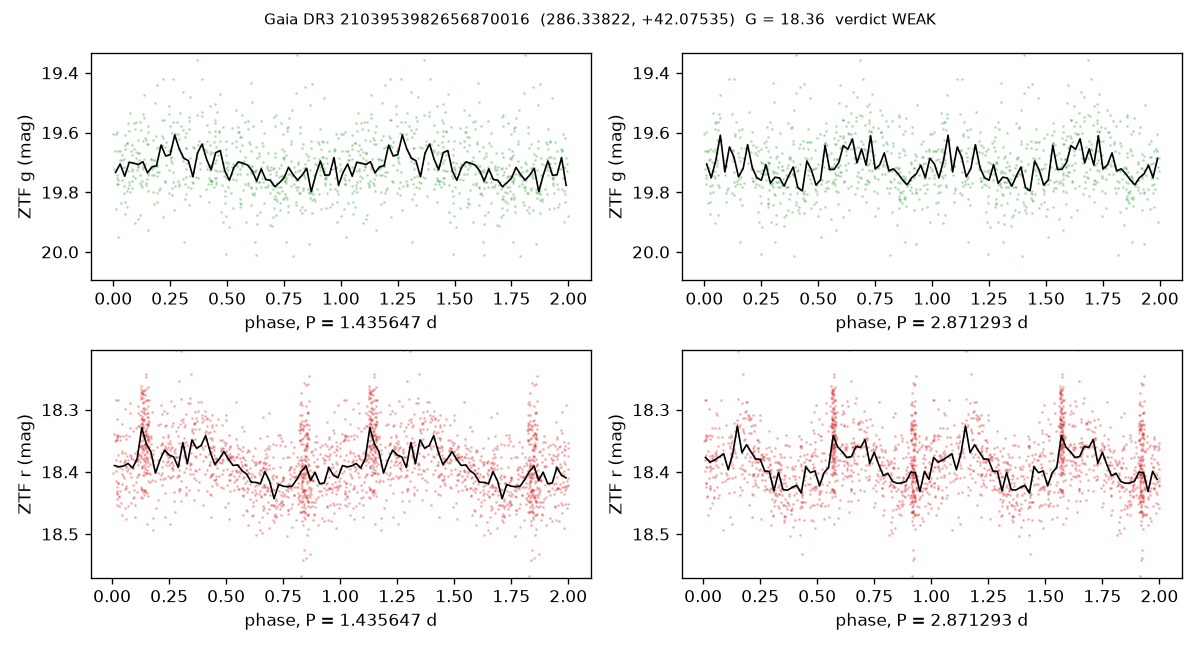 Gaia DR3 2103953982656870016 (286.33822, +42.07535) G = 18.36 verdict WEAK
ZTF g (mag)
19.4
19.6
19.8
20.0
0.00 0.25 0.50 0.75 1.00 1.25 1.50 1.75 2.00
phase, P = 1.435647 d
ZTF g (mag)
19.4
19.6
19.8
20.0
0.00 0.25 0.50 0.75 1.00 1.25 1.50 1.75 2.00
phase, P = 2.871293 d
ZTF r (mag)
18.3
18.4
18.5
0.00 0.25 0.50 0.75 1.00 1.25 1.50 1.75 2.00
phase, P = 1.435647 d
ZTF r (mag)
18.3
18.4
18.5
0.00 0.25 0.50 0.75 1.00 1.25 1.50 1.75 2.00
phase, P = 2.871293 d